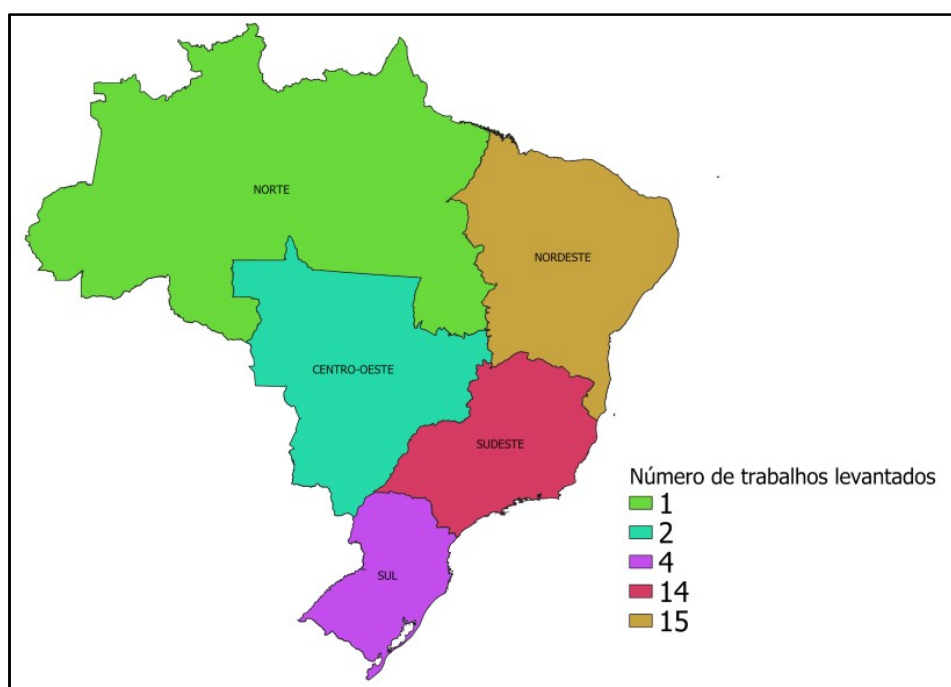 NORTE
NORDESTE
CENTRO-OESTE
SUDESTE
SUL
Número de trabalhos levantados
1
2
4
14
15